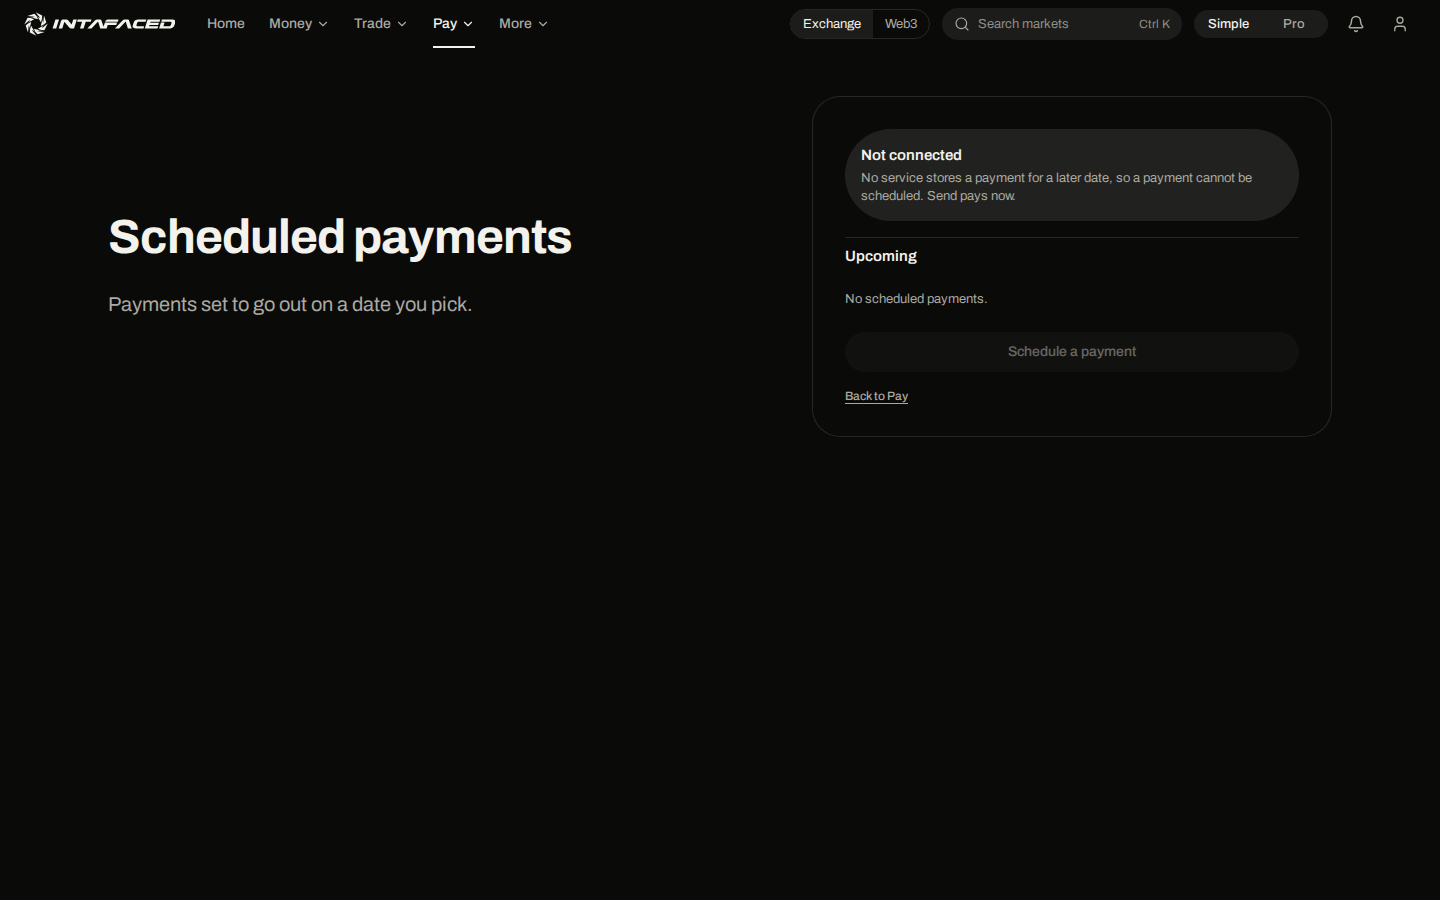 INTAFACED
Home
Money
Trade
Pay
More
Exchange
Web3
Search markets
Ctrl K
Simple
Pro
Scheduled payments
Payments set to go out on a date you pick.
Not connected
No service stores a payment for a later date, so a payment cannot be
scheduled. Send pays now.
Upcoming
No scheduled payments.
Schedule a payment
Back to Pay